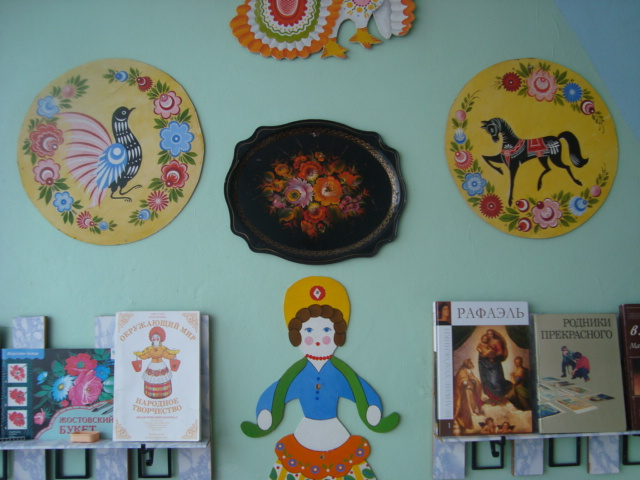 ЖОСТОВСКИЙ
БУКЕТ
ОКРУЖАЮЩИЙ МИР
НАРОДНОЕ
ТВОРЧЕСТВО
РАФАЭЛЬ
РОДНИКИ
ПРЕКРАСНОГО